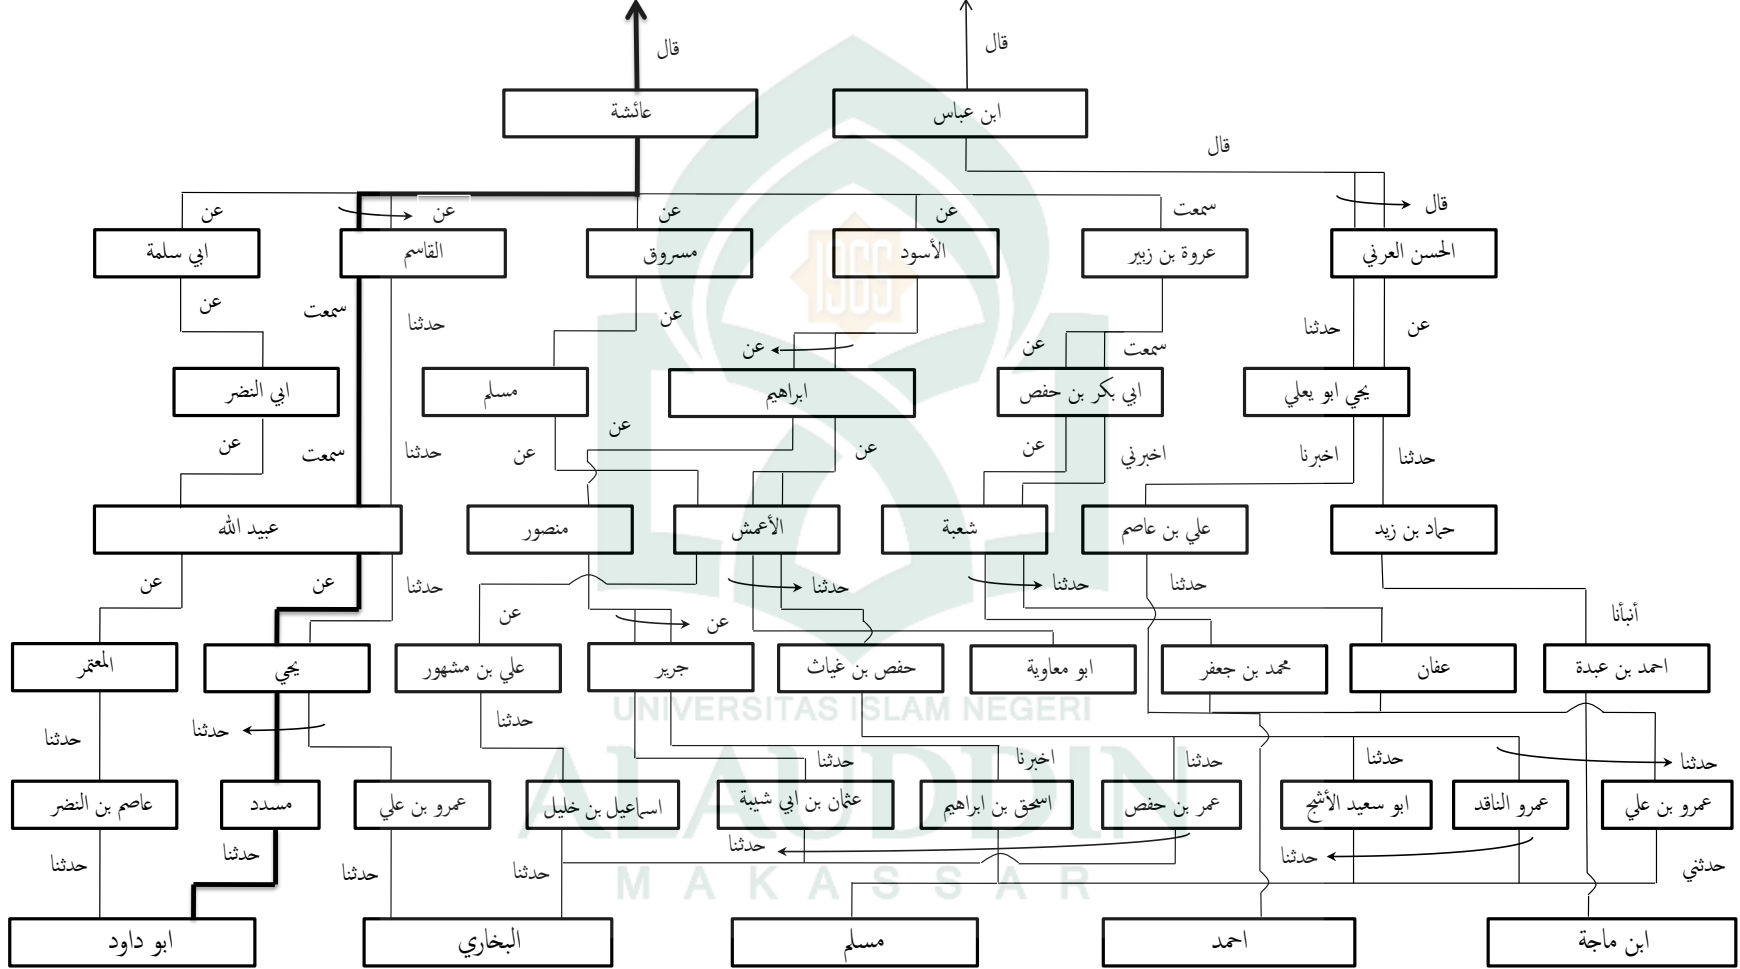 قال
قال
عائشة
ابن عباس
قال
عن
عن
عن
عن
سمعت
قال
ابي سلمة
القاسم
مسروق
الأسود
عروة بن زبير
الحسن العرني
عن
سمعت
حدثنا
عن
عن
عن
سمعت
حدثنا
عن
ابي النضر
مسلم
ابراهيم
ابي بكر بن حفص
يحي ابو يعلي
عن
سمعت
حدثنا
عن
عن
عن
عن
اخبرني
اخبرنا
حدثنا
عبيد الله
منصور
الأعمش
شعبة
علي بن عاصم
حماد بن زيد
عن
عن
حدثنا
عن
عن
حدثنا
حدثنا
حدثنا
أنبأنا
المعتمر
يحي
علي بن مشهور
جرير
حفص بن غياث
ابو معاوية
محمد بن جعفر
عفان
احمد بن عبدة
UNIVERSITAS ISLAM NEGERI
حدثنا
حدثنا
حدثنا
حدثنا
اخبرنا
حدثنا
حدثنا
حدثنا
ALAUDDIN
عاصم بن النضر
مسدد
عمرو بن علي
اسماعيل بن خليل
عثمان بن ابي شيبة
اسحق بن ابراهيم
عمر بن حفص
ابو سعيد الأشج
عمرو الناقد
عمرو بن علي
حدثنا
حدثنا
حدثنا
حدثنا
حدثنا
حدثنا
حدثني
MAKASSAR
ابو داود
البخاري
مسلم
احمد
ابن ماجة
1965